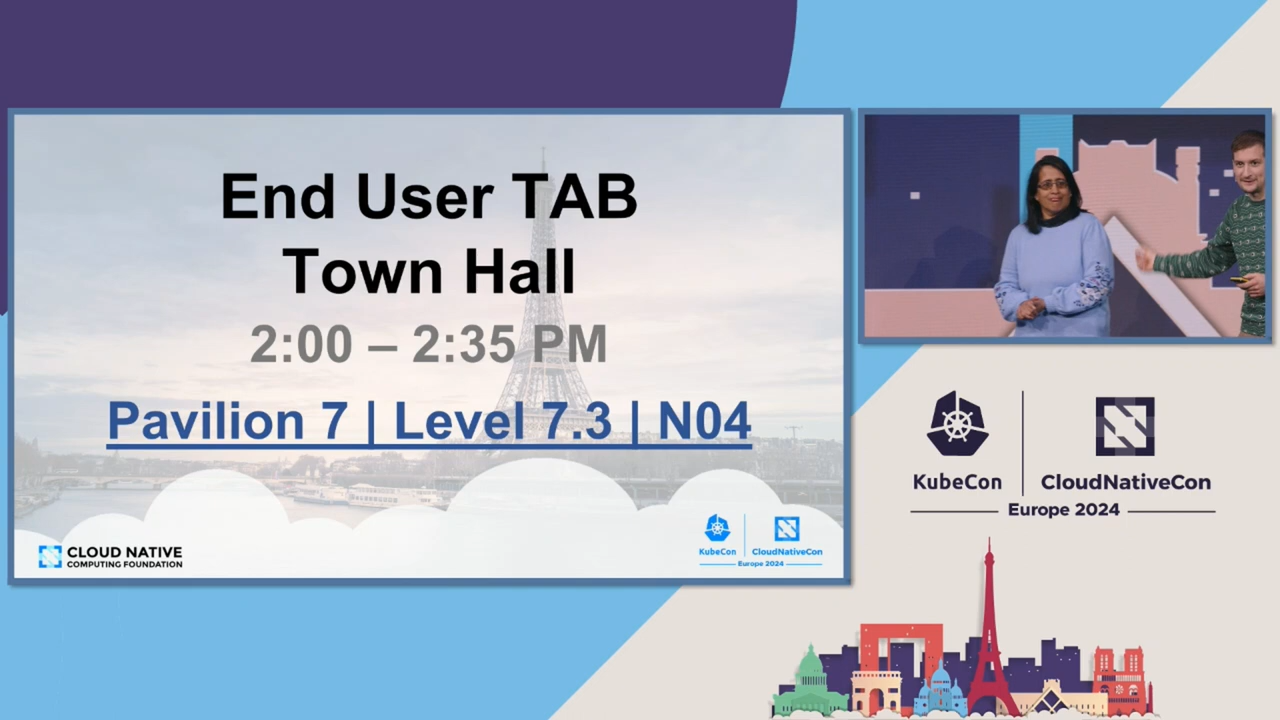 End User TAB
Town Hall
2:00 – 2:35 PM
Pavilion 7 | Level 7.3 | N04
CLOUD NATIVE
COMPUTING FOUNDATION
KubeCon
CloudNativeCon
Europe 2024
KubeCon
CloudNativeCon
Europe 2024